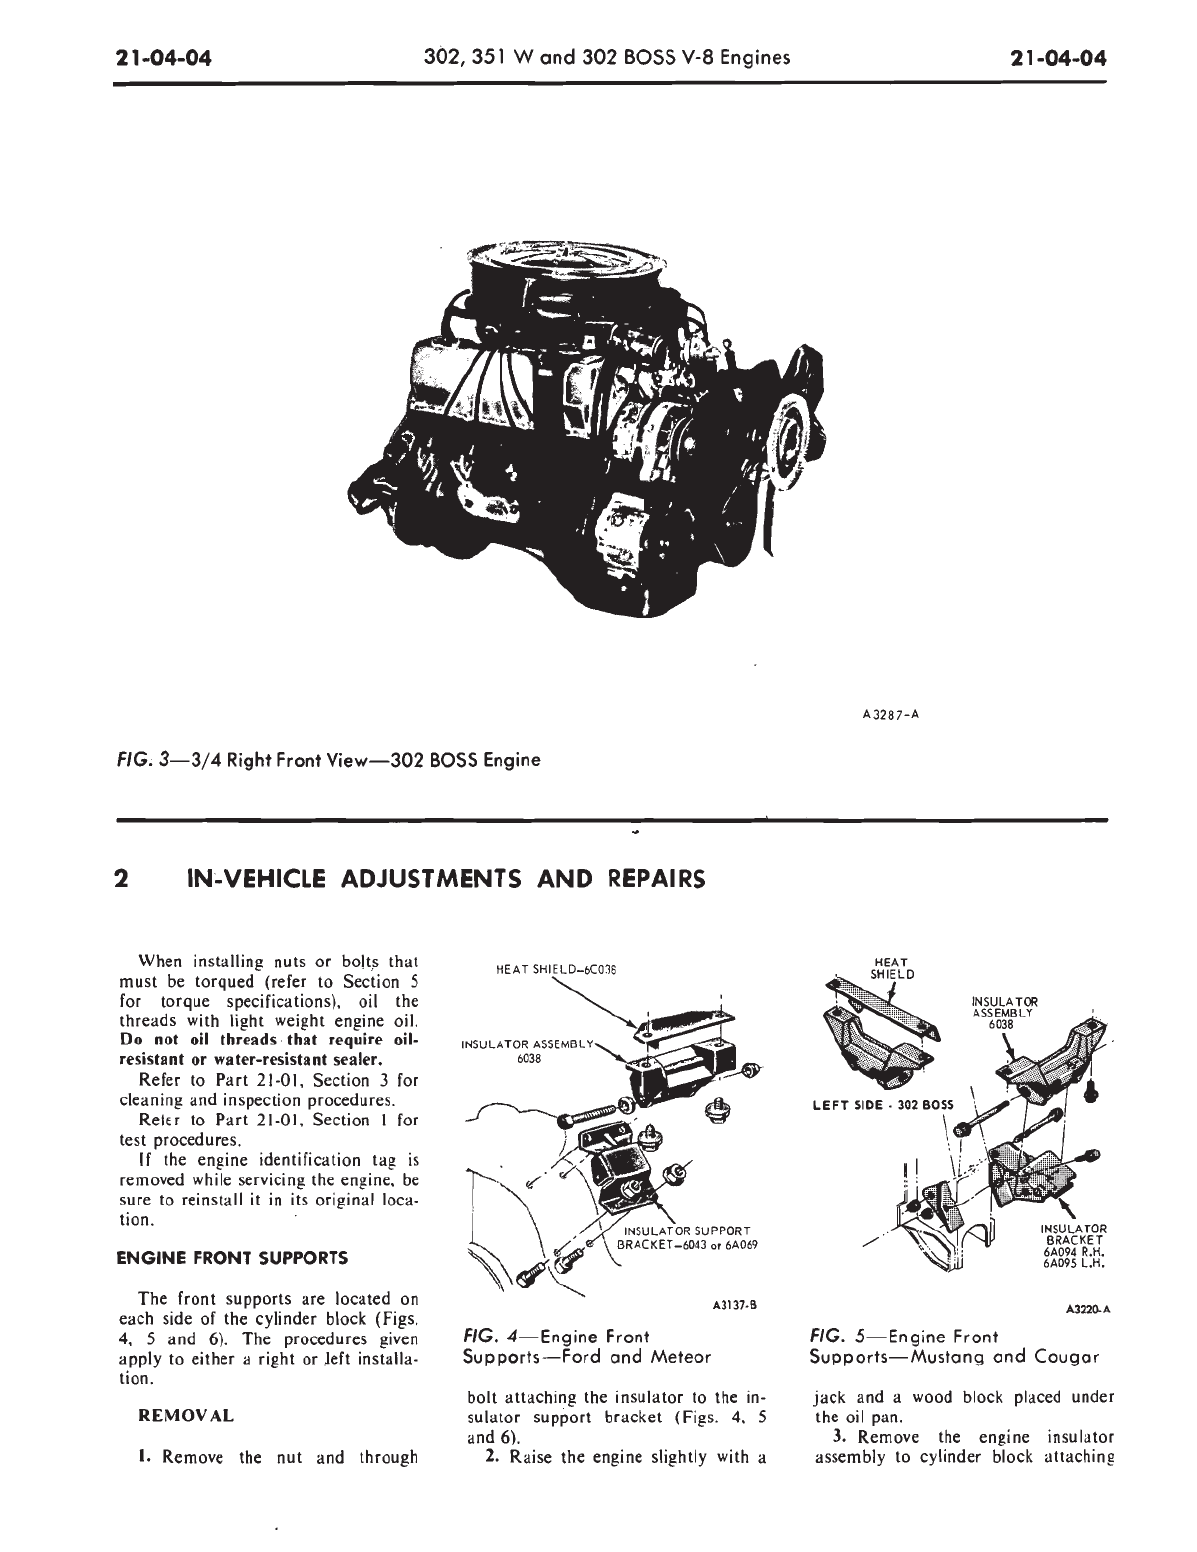 21-04-04
302, 351 W and 302 BOSS V-8 Engines
21-04-04
A3287-A
FIG. 3—3/4 Right Front View—302 BOSS Engine
2 IN-VEHICLE ADJUSTMENTS AND REPAIRS
When installing nuts or bolts that
must be torqued (refer to Section 5
for torque specifications), oil the
threads with light weight engine oil.
Do not oil threads that require oil-
resistant or water-resistant sealer.
Refer to Part 21-01, Section 3 for
cleaning and inspection procedures.
Refer to Part 21-01, Section 1 for
test procedures.
If the engine identification tag is
removed while servicing the engine, be
sure to reinstall it in its original loca-
tion.
ENGINE FRONT SUPPORTS
The front supports are located on
each side of the cylinder block (Figs.
4, 5 and 6). The procedures given
apply to either a right or left installa-
tion.
REMOVAL
1. Remove the nut and through
HEAT SHIELD—6C036
INSULATOR ASSEMBLY
6038
INSULATOR SUPPORT
BRACKET—6043 or 6A069
A3137-B
FIG. 4—Engine Front
Supports—Ford and Meteor
bolt attaching the insulator to the in-
sulator support bracket (Figs. 4, 5
and 6).
2. Raise the engine slightly with a
HEAT
SHIELD
INSULATOR
ASSEMBLY
6038
LEFT SIDE - 302 BOSS
INSULATOR
BRACKET
6A094 R.H.
6A095 L.H.
A3220-A
FIG. 5—Engine Front
Supports—Mustang and Cougar
jack and a wood block placed under
the oil pan.
3. Remove the engine insulator
assembly to cylinder block attaching